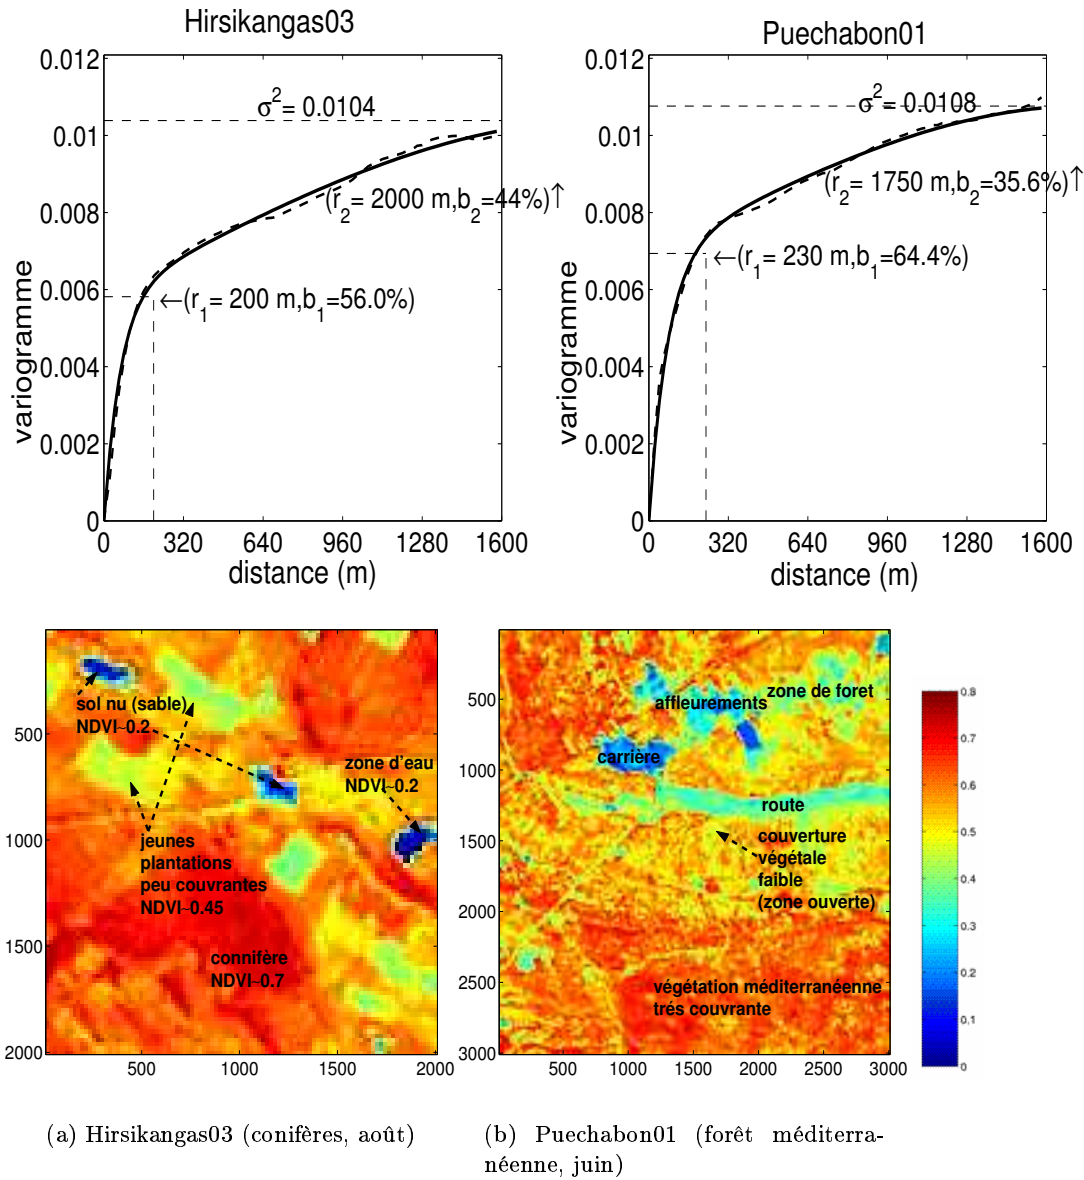 Hirsikangas03
0.012
0.01
0.008
0.006
0.004
0.002
0
variogramme
σ2= 0.0104
(r2= 2000 m,b2=44%)↑
←(r1= 200 m,b1=56.0%)
0 320 640 960 1280 1600
distance (m)
Puechabon01
0.012
0.01
0.008
0.006
0.004
0.002
0
variogramme
σ2= 0.0108
(r2= 1750 m,b2=35.6%)↑
←(r1= 230 m,b1=64.4%)
0 320 640 960 1280 1600
distance (m)
500
1000
1500
2000
sol nu (sable)
NDVI~0.2
zone d'eau
NDVI~0.2
jeunes
plantations
peu couvrantes
NDVI~0.45
connifère
NDVI~0.7
500 1000 1500 2000
500
1000
1500
2000
2500
3000
zone de foret
affleurements
carrière
route
couverture
végétale
faible
(zone ouverte)
végétation méditerranéenne
trés couvrante
500 1000 1500 2000 2500 3000
0.8
0.7
0.6
0.5
0.4
0.3
0.2
0.1
0
(a) Hirsikangas03 (conifères, août)
(b) Puechabon01 (forêt méditerra-
néenne, juin)